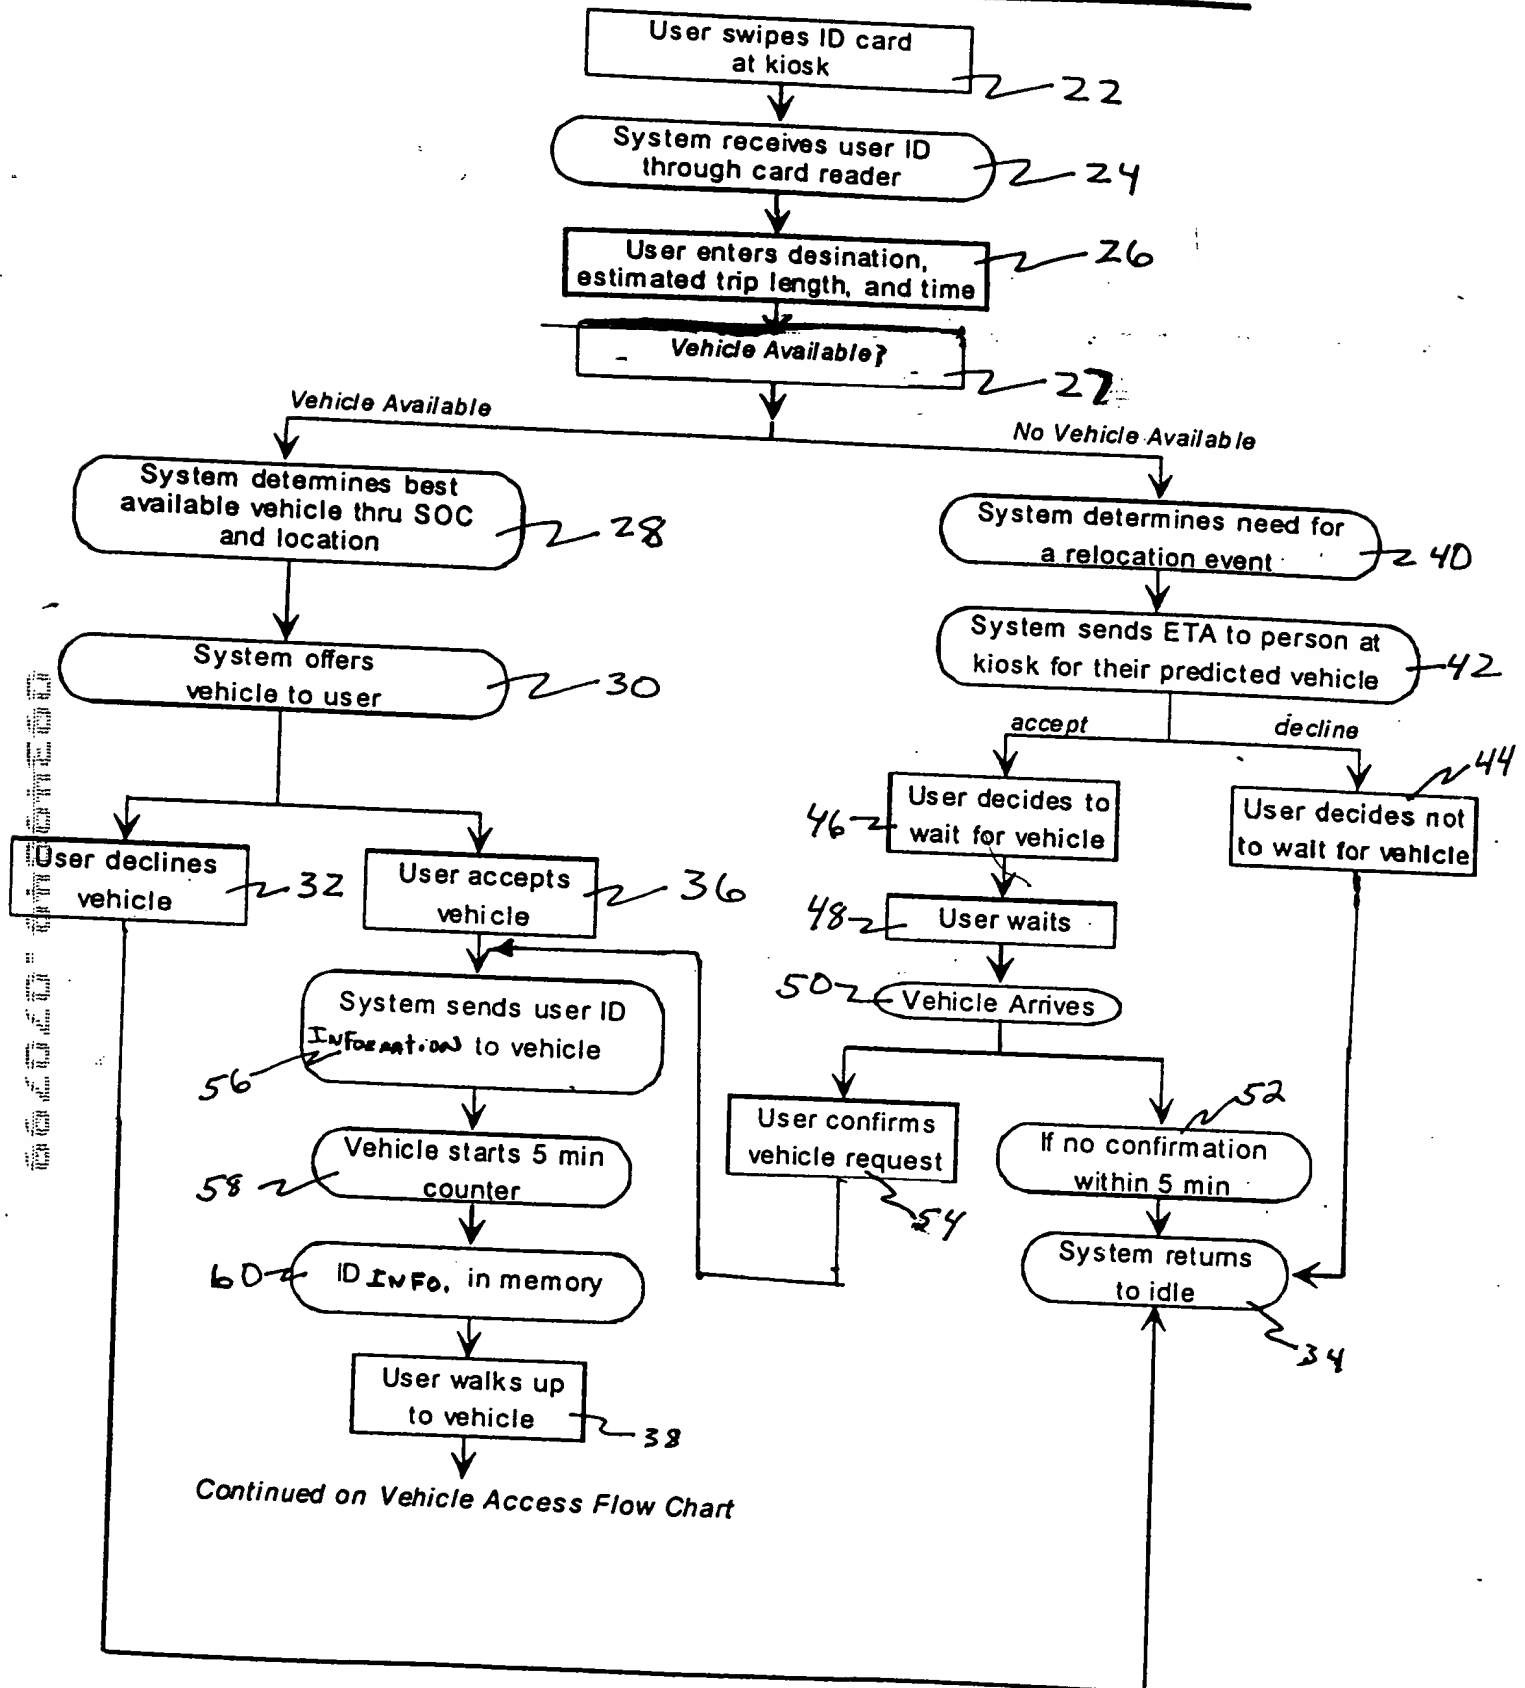 User swipes ID card
at kiosk
22
System receives user ID
through card reader
24
User enters desination,
estimated trip length, and time
26
Vehicle Available?
27
Vehicle Available
No Vehicle Available
System determines best
available vehicle thru SOC
and location
28
System determines need for
a relocation event
40
System offers
vehicle to user
30
System sends ETA to person at
kiosk for their predicted vehicle
42
accept
decline
User declines
vehicle
32
User accepts
vehicle
36
46
User decides to
wait for vehicle
44
User decides not
to wait for vehicle
48
User waits
50
Vehicle Arrives
System sends user ID
INFORMATION to vehicle
56
User confirms
vehicle request
54
52
If no confirmation
within 5 min
Vehicle starts 5 min
counter
58
System returns
to idle
34
60
ID INFO. in memory
User walks up
to vehicle
38
Continued on Vehicle Access Flow Chart